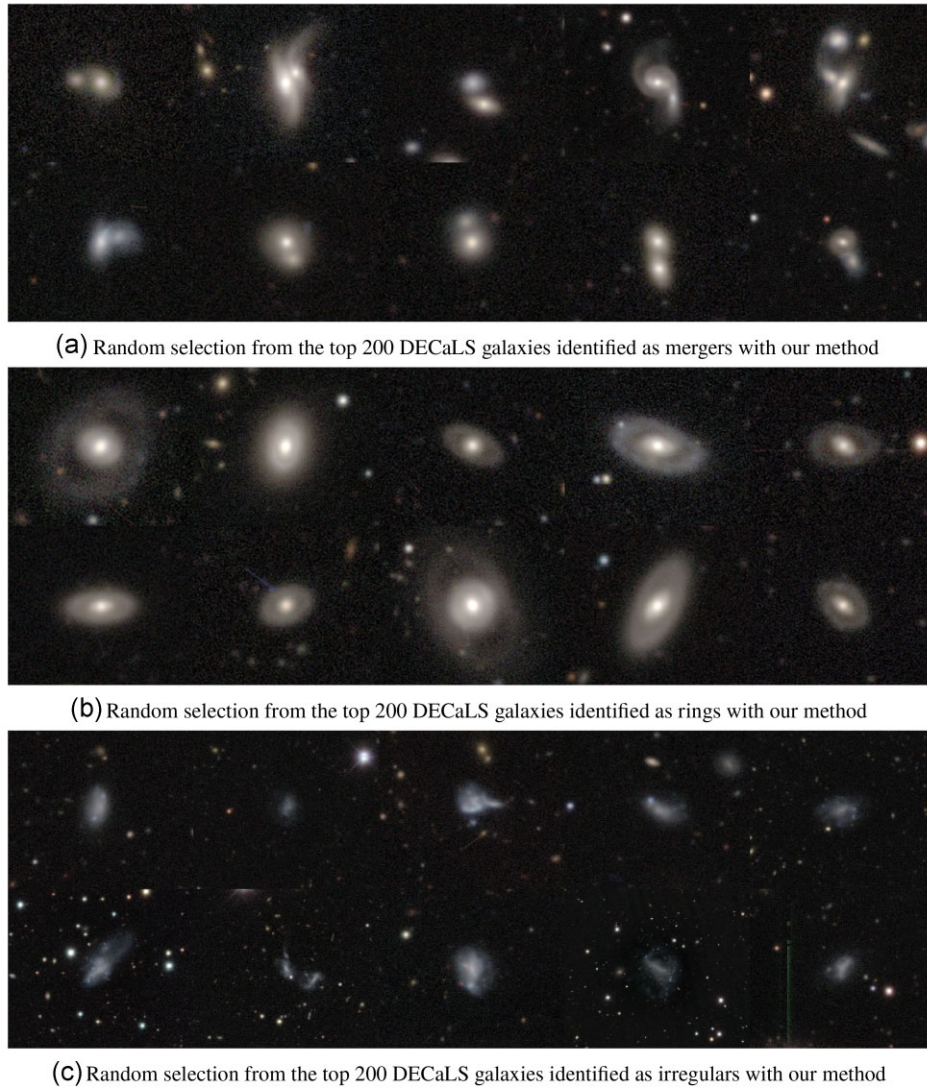 (a) Random selection from the top 200 DECaLS galaxies identified as mergers with our method
(b) Random selection from the top 200 DECaLS galaxies identified as rings with our method
(c) Random selection from the top 200 DECaLS galaxies identified as irregulars with our method